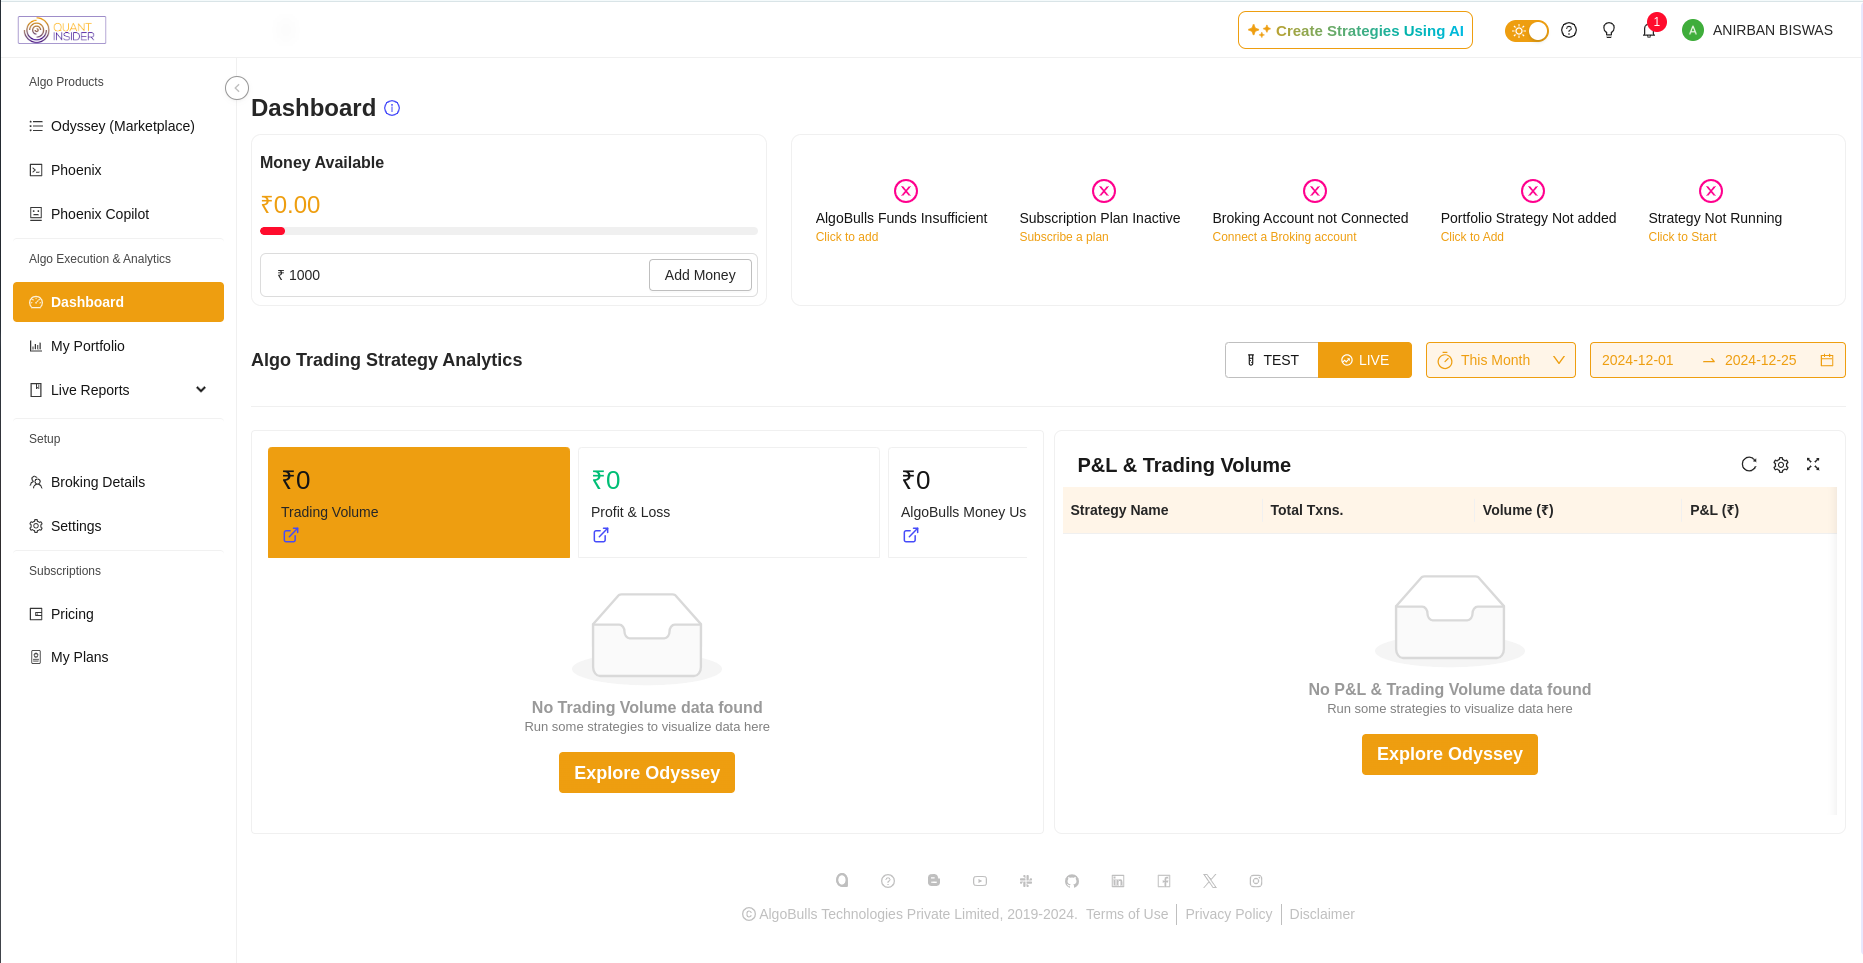 QUANT
INSIDER
Create Strategies Using AI
1
A
ANIRBAN BISWAS
Algo Products
Odyssey (Marketplace)
Phoenix
Phoenix Copilot
Algo Execution & Analytics
Dashboard
My Portfolio
Live Reports
Setup
Broking Details
Settings
Subscriptions
Pricing
My Plans
Dashboard
Money Available
₹0.00
₹ 1000
Add Money
AlgoBulls Funds Insufficient
Click to add
Subscription Plan Inactive
Subscribe a plan
Broking Account not Connected
Connect a Broking account
Portfolio Strategy Not added
Click to Add
Strategy Not Running
Click to Start
Algo Trading Strategy Analytics
TEST
LIVE
This Month
2024-12-01
2024-12-25
₹0
Trading Volume
₹0
Profit & Loss
₹0
AlgoBulls Money Us
No Trading Volume data found
Run some strategies to visualize data here
Explore Odyssey
P&L & Trading Volume
Strategy Name Total Txns. Volume (₹) P&L (₹)
No P&L & Trading Volume data found
Run some strategies to visualize data here
Explore Odyssey
© AlgoBulls Technologies Private Limited, 2019-2024. Terms of Use Privacy Policy Disclaimer